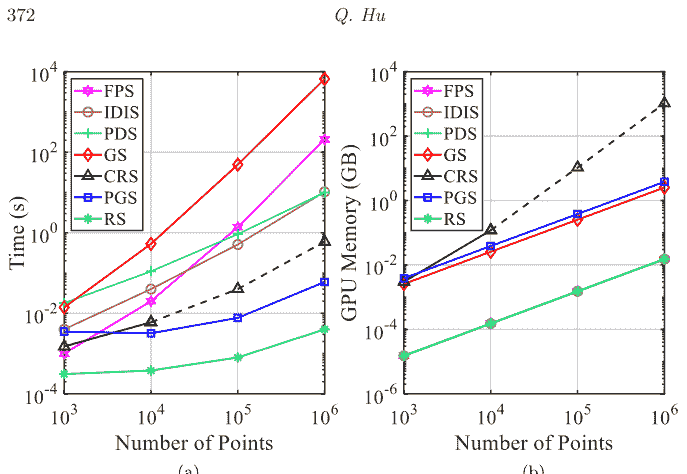 372
Q. Hu
10^4
10^2
10^0
10^-2
10^-4
Time (s)
FPS
IDIS
PDS
GS
CRS
PGS
RS
10^3
10^4
10^5
10^6
Number of Points
(a)
10^4
10^2
10^0
10^-2
10^-4
10^-6
GPU Memory (GB)
FPS
IDIS
PDS
GS
CRS
PGS
RS
10^3
10^4
10^5
10^6
Number of Points
(b)